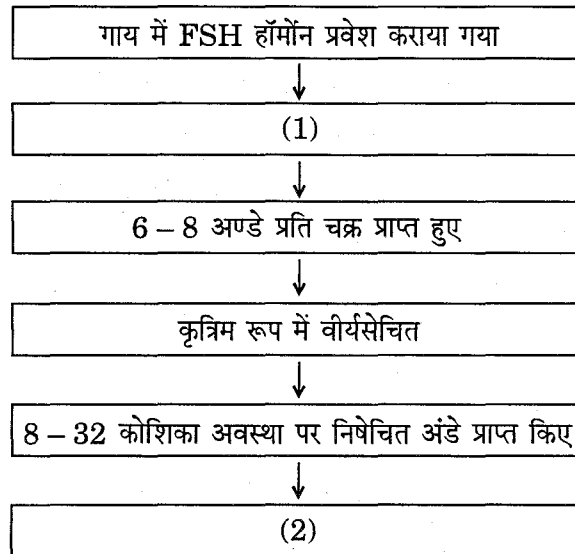 गाय में FSH हॉर्मोन प्रवेश कराया गया
(1)
6 – 8 अण्डे प्रति चक्र प्राप्त हुए
कृत्रिम रूप में वीर्यसेचित
8 – 32 कोशिका अवस्था पर निषेचित अंडे प्राप्त किए
(2)